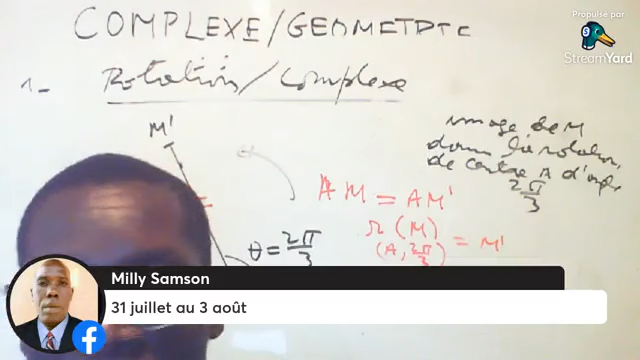 COMPLEXE/GEOMETRIE
Propulsé par
StreamYard
1- Rotation/Complexe
M'
image de M
dans la rotation
de centre A d'angle
2π/3
AM = AM'
θ = 2π/3
r(A, 2π/3) (M) = M'
Milly Samson
31 juillet au 3 août